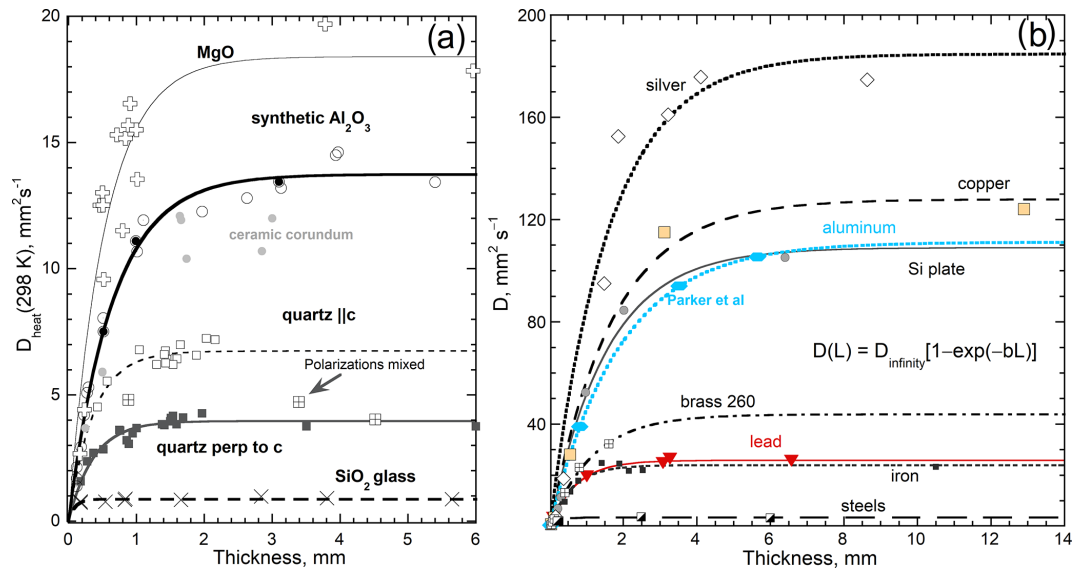 (a)
MgO
synthetic Al₂O₃
ceramic corundum
quartz ||c
Polarizations mixed
quartz perp to c
SiO₂ glass
20
15
10
5
0
0 1 2 3 4 5 6
Thickness, mm
D_heat(298 K), mm²s⁻¹
(b)
silver
copper
aluminum
Si plate
Parker et al
D(L) = D_infinity[1−exp(−bL)]
brass 260
lead
iron
steels
200
160
120
80
40
0
2 4 6 8 10 12 14
Thickness, mm
D, mm² s⁻¹